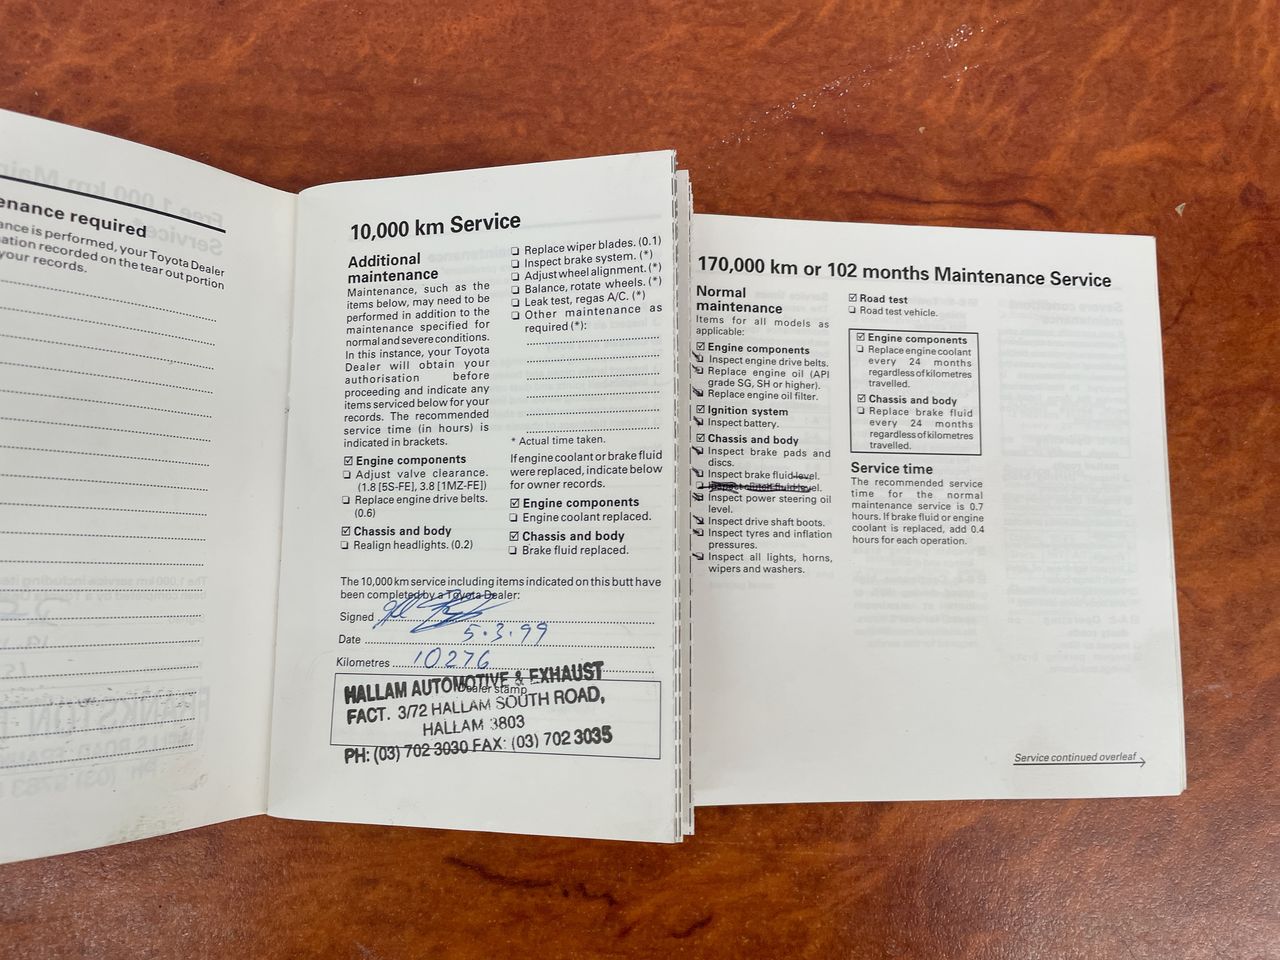 enance required
ance is performed, your Toyota Dealer
ation recorded on the tear out portion
your records.
10,000 km Service
Additional
maintenance
Maintenance, such as the
items below, may need to be
performed in addition to the
maintenance specified for
normal and severe conditions.
In this instance, your Toyota
Dealer will obtain your
authorisation before
proceeding and indicate any
items serviced below for your
records. The recommended
service time (in hours) is
indicated in brackets.
☑ Engine components
❏ Adjust valve clearance.
(1.8 [5S-FE], 3.8 [1MZ-FE])
❏ Replace engine drive belts.
(0.6)
☑ Chassis and body
❏ Realign headlights. (0.2)
❏ Replace wiper blades. (0.1)
❏ Inspect brake system. (*)
❏ Adjust wheel alignment. (*)
❏ Balance, rotate wheels. (*)
❏ Leak test, regas A/C. (*)
❏ Other maintenance as
required (*):
* Actual time taken.
If engine coolant or brake fluid
were replaced, indicate below
for owner records.
☑ Engine components
❏ Engine coolant replaced.
☑ Chassis and body
❏ Brake fluid replaced.
The 10,000 km service including items indicated on this butt have
been completed by a Toyota Dealer:
Signed
Date 5.3.99
Kilometres 10276
Dealer stamp
HALLAM AUTOMOTIVE & EXHAUST
FACT. 3/72 HALLAM SOUTH ROAD,
HALLAM 3803
PH: (03) 702 3030 FAX: (03) 702 3035
170,000 km or 102 months Maintenance Service
Normal
maintenance
Items for all models as
applicable:
☑ Engine components
Inspect engine drive belts.
Replace engine oil (API
grade SG, SH or higher).
Replace engine oil filter.
☑ Ignition system
Inspect battery.
☑ Chassis and body
Inspect brake pads and
discs.
Inspect brake fluid level.
Inspect clutch fluid level.
Inspect power steering oil
level.
Inspect drive shaft boots.
Inspect tyres and inflation
pressures.
Inspect all lights, horns,
wipers and washers.
☑ Road test
❏ Road test vehicle.
☑ Engine components
❏ Replace engine coolant
every 24 months
regardless of kilometres
travelled.
☑ Chassis and body
❏ Replace brake fluid
every 24 months
regardless of kilometres
travelled.
Service time
The recommended service
time for the normal
maintenance service is 0.7
hours. If brake fluid or engine
coolant is replaced, add 0.4
hours for each operation.
Service continued overleaf